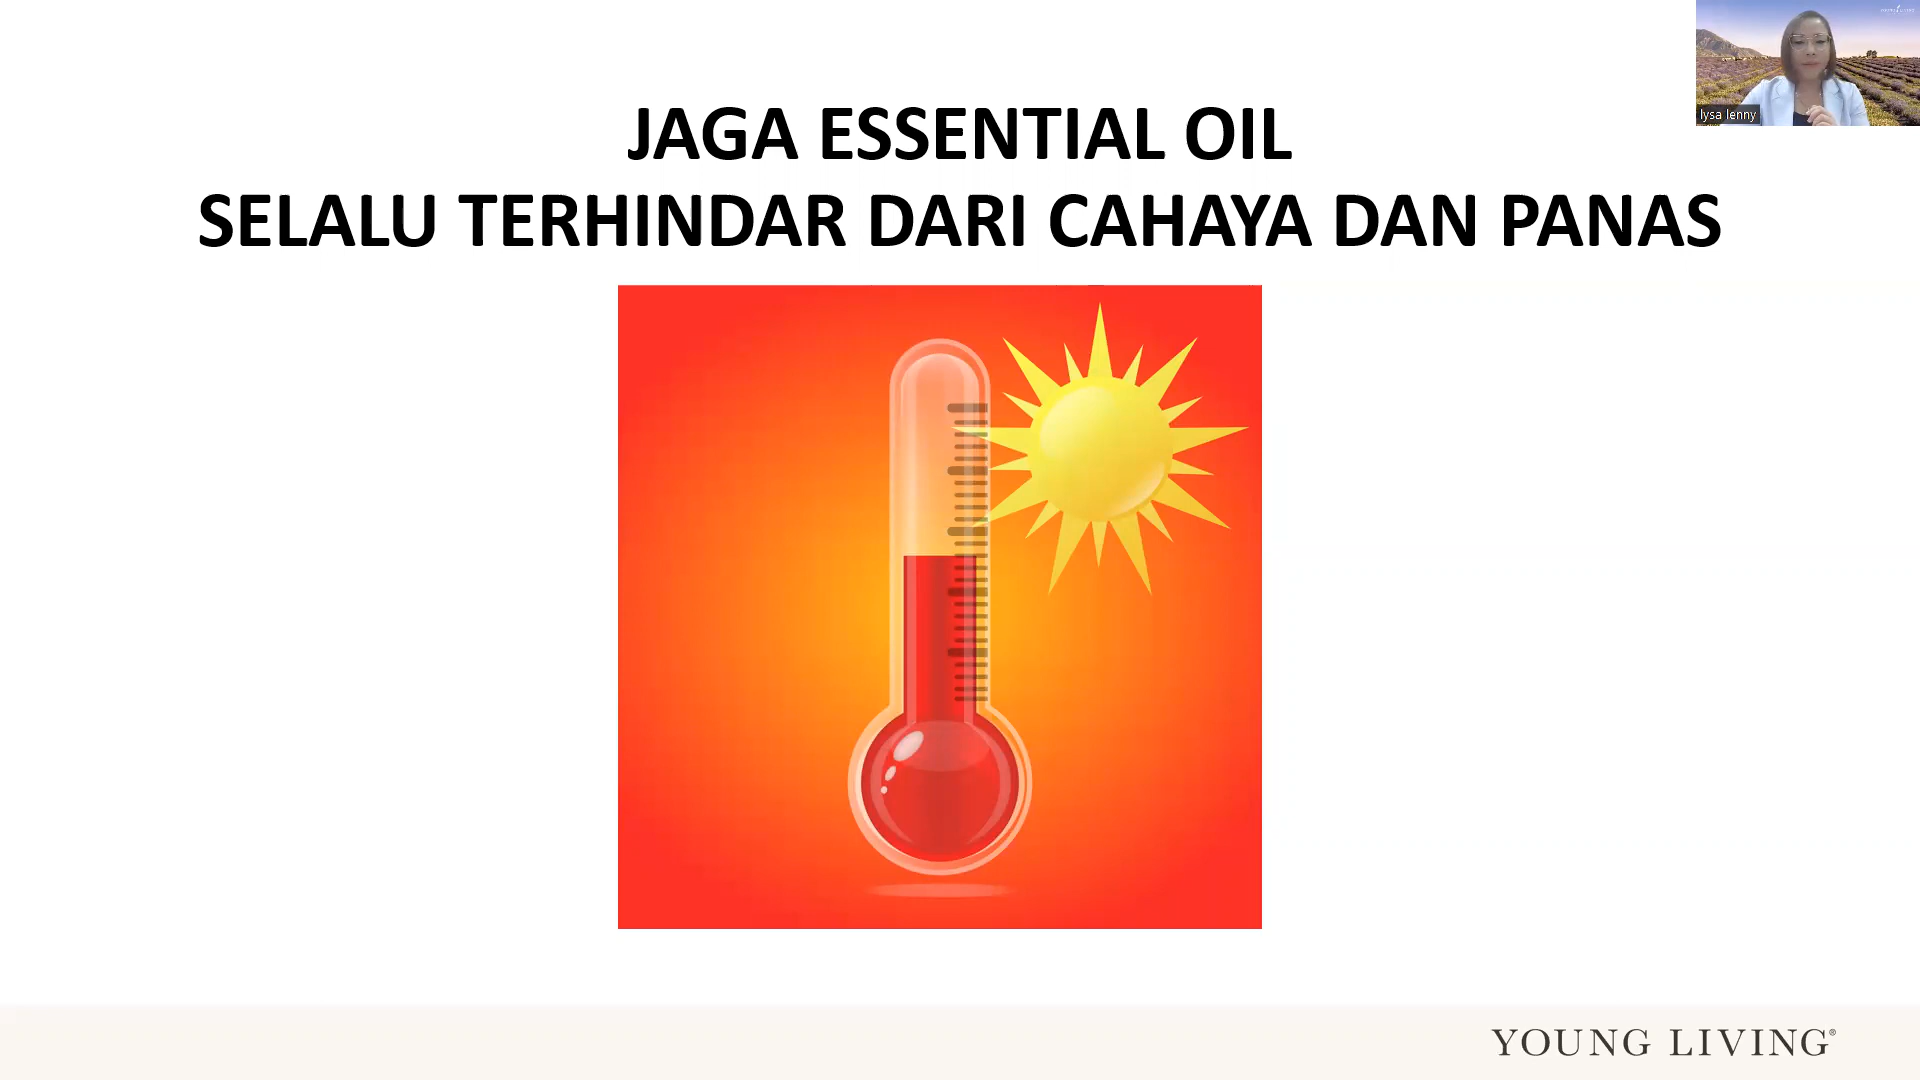 JAGA ESSENTIAL OIL
SELALU TERHINDAR DARI CAHAYA DAN PANAS
lysa lenny
YOUNG LIVING®